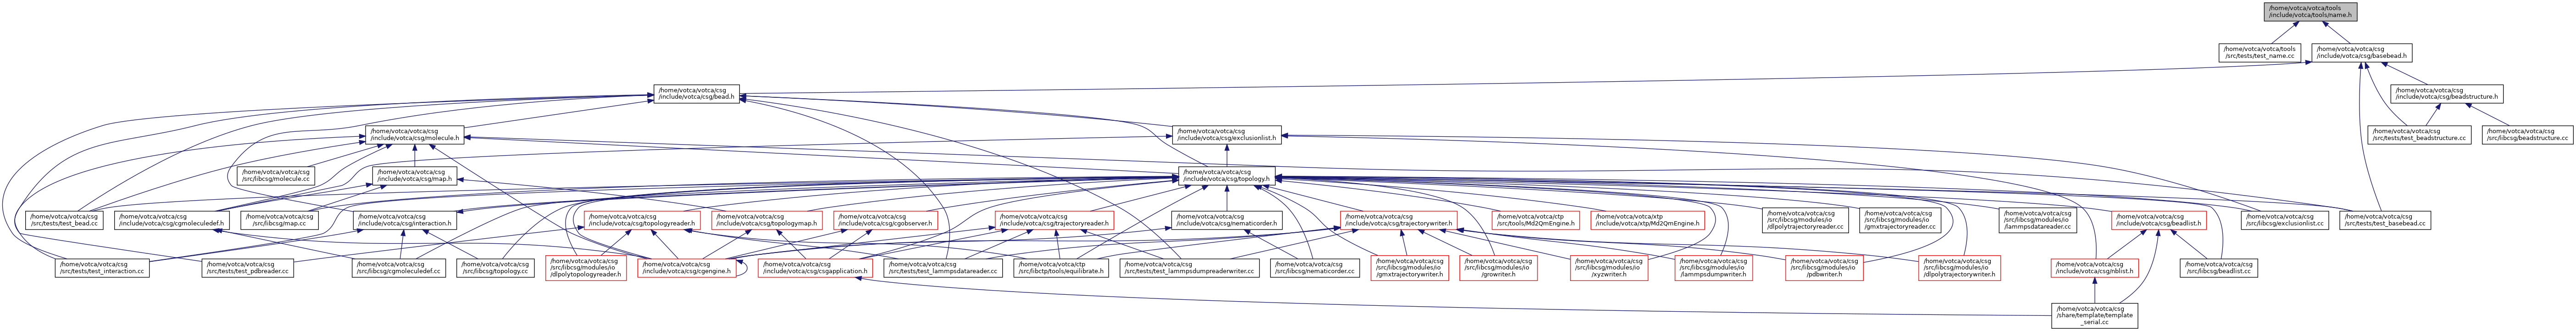 /home/votca/votca/tools
/include/votca/tools/name.h
/home/votca/votca/tools
/src/tests/test_name.cc
/home/votca/votca/csg
/include/votca/csg/basebead.h
/home/votca/votca/csg
/include/votca/csg/bead.h
/home/votca/votca/csg
/include/votca/csg/beadstructure.h
/home/votca/votca/csg
/include/votca/csg/molecule.h
/home/votca/votca/csg
/include/votca/csg/exclusionlist.h
/home/votca/votca/csg
/src/tests/test_beadstructure.cc
/home/votca/votca/csg
/src/libcsg/beadstructure.cc
/home/votca/votca/csg
/src/libcsg/molecule.cc
/home/votca/votca/csg
/include/votca/csg/map.h
/home/votca/votca/csg
/include/votca/csg/topology.h
/home/votca/votca/csg
/src/tests/test_bead.cc
/home/votca/votca/csg
/include/votca/csg/cgmoleculedef.h
/home/votca/votca/csg
/src/libcsg/map.cc
/home/votca/votca/csg
/include/votca/csg/interaction.h
/home/votca/votca/csg
/include/votca/csg/topologyreader.h
/home/votca/votca/csg
/include/votca/csg/topologymap.h
/home/votca/votca/csg
/include/votca/csg/cgobserver.h
/home/votca/votca/csg
/include/votca/csg/trajectoryreader.h
/home/votca/votca/csg
/include/votca/csg/nematicorder.h
/home/votca/votca/csg
/include/votca/csg/trajectorywriter.h
/home/votca/votca/ctp
/src/tools/Md2QmEngine.h
/home/votca/votca/xtp
/include/votca/xtp/Md2QmEngine.h
/home/votca/votca/csg
/src/libcsg/modules/io
/dlpolytrajectoryreader.cc
/home/votca/votca/csg
/src/libcsg/modules/io
/gmxtrajectoryreader.cc
/home/votca/votca/csg
/src/libcsg/modules/io
/lammpsdatareader.cc
/home/votca/votca/csg
/include/votca/csg/beadlist.h
/home/votca/votca/csg
/src/libcsg/exclusionlist.cc
/home/votca/votca/csg
/src/tests/test_basebead.cc
/home/votca/votca/csg
/src/tests/test_interaction.cc
/home/votca/votca/csg
/src/tests/test_pdbreader.cc
/home/votca/votca/csg
/src/libcsg/cgmoleculedef.cc
/home/votca/votca/csg
/src/libcsg/topology.cc
/home/votca/votca/csg
/src/libcsg/modules/io
/dlpolytopologyreader.h
/home/votca/votca/csg
/include/votca/csg/cgengine.h
/home/votca/votca/csg
/include/votca/csg/csgapplication.h
/home/votca/votca/csg
/src/tests/test_lammpsdatareader.cc
/home/votca/votca/ctp
/src/libctp/tools/equilibrate.h
/home/votca/votca/csg
/src/tests/test_lammpsdumpreaderwriter.cc
/home/votca/votca/csg
/src/libcsg/nematicorder.cc
/home/votca/votca/csg
/src/libcsg/modules/io
/gmxtrajectorywriter.h
/home/votca/votca/csg
/src/libcsg/modules/io
/growriter.h
/home/votca/votca/csg
/src/libcsg/modules/io
/xyzwriter.h
/home/votca/votca/csg
/src/libcsg/modules/io
/lammpsdumpwriter.h
/home/votca/votca/csg
/src/libcsg/modules/io
/pdbwriter.h
/home/votca/votca/csg
/src/libcsg/modules/io
/dlpolytrajectorywriter.h
/home/votca/votca/csg
/include/votca/csg/nblist.h
/home/votca/votca/csg
/src/libcsg/beadlist.cc
/home/votca/votca/csg
/share/template/template
_serial.cc